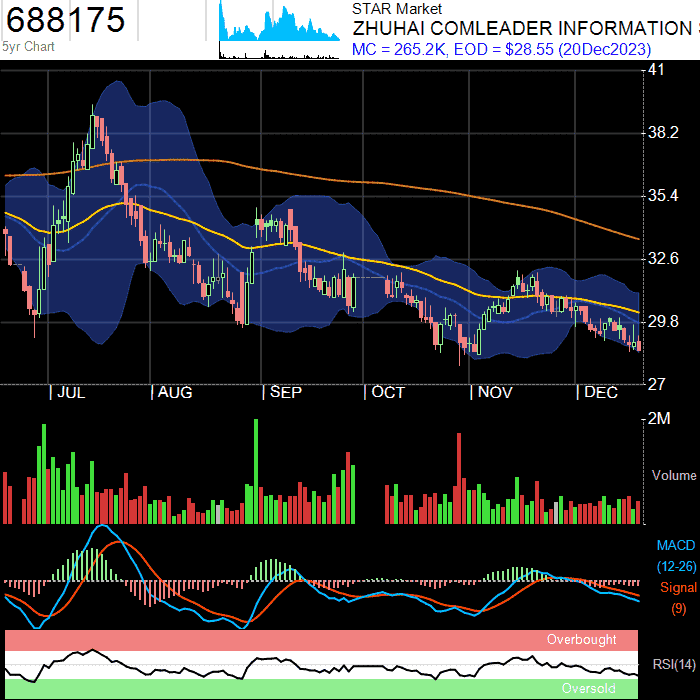 688175
5yr Chart
STAR Market
ZHUHAI COMLEADER INFORMATION
MC = 265.2K, EOD = $28.55 (20Dec2023)
41
38.2
35.4
32.6
29.8
27
JUL AUG SEP OCT NOV DEC
2M
Volume
MACD
(12-26)
Signal
(9)
Overbought
RSI(14)
Oversold